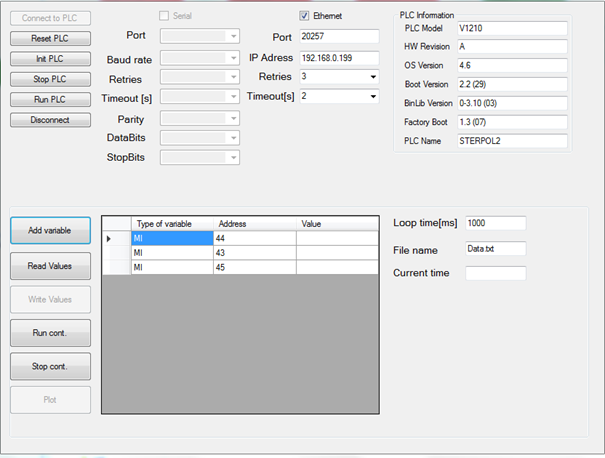 Connect to PLC
Reset PLC
Init PLC
Stop PLC
Run PLC
Disconnect
Serial
Port
Baud rate
Retries
Timeout [s]
Parity
DataBits
StopBits
Ethernet
Port 20257
IP Adress 192.168.0.199
Retries 3
Timeout[s] 2
PLC Information
PLC Model V1210
HW Revision A
OS Version 4.6
Boot Version 2.2 (29)
BinLib Version 0-3.10 (03)
Factory Boot 1.3 (07)
PLC Name STERPOL2
Add variable
Read Values
Write Values
Run cont.
Stop cont.
Plot
Type of variable Address Value
MI 44
MI 43
MI 45
Loop time[ms] 1000
File name Data.txt
Current time